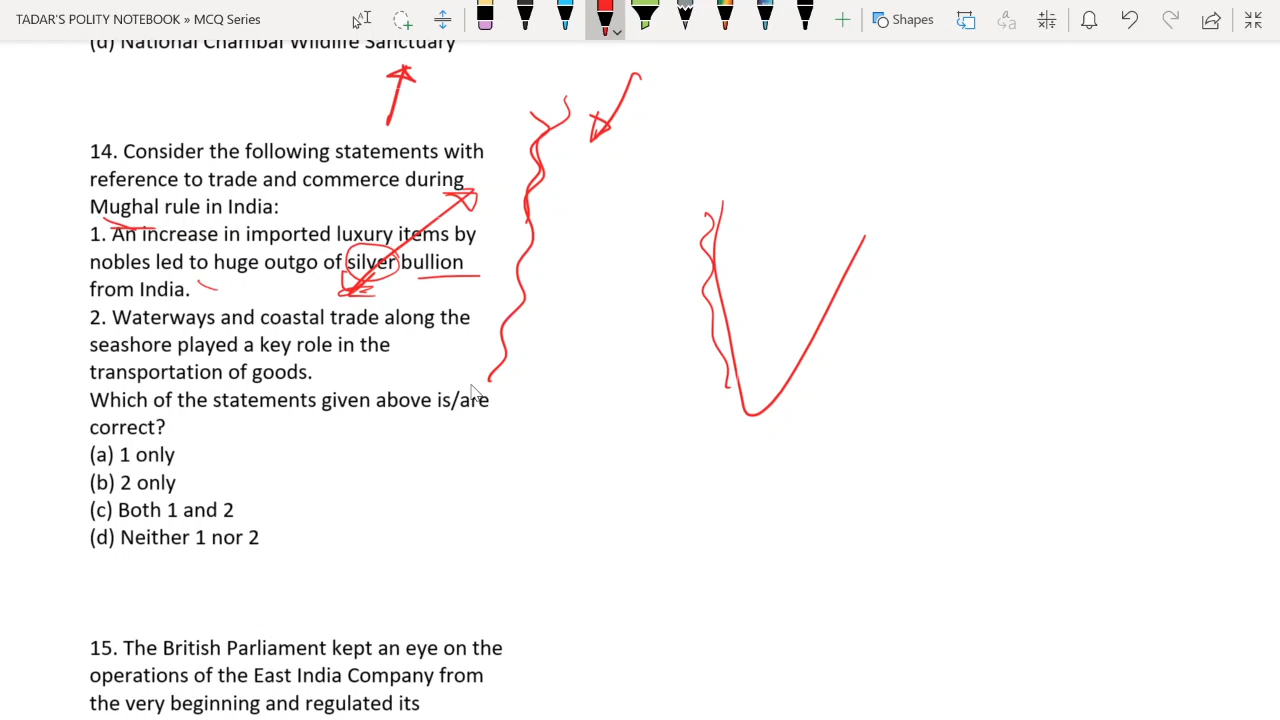 TADAR'S POLITY NOTEBOOK » MCQ Series
Shapes
(d) National Chambal Wildlife Sanctuary
14. Consider the following statements with
reference to trade and commerce during
Mughal rule in India:
1. An increase in imported luxury items by
nobles led to huge outgo of silver bullion
from India.
2. Waterways and coastal trade along the
seashore played a key role in the
transportation of goods.
Which of the statements given above is/are
correct?
(a) 1 only
(b) 2 only
(c) Both 1 and 2
(d) Neither 1 nor 2
15. The British Parliament kept an eye on the
operations of the East India Company from
the very beginning and regulated its